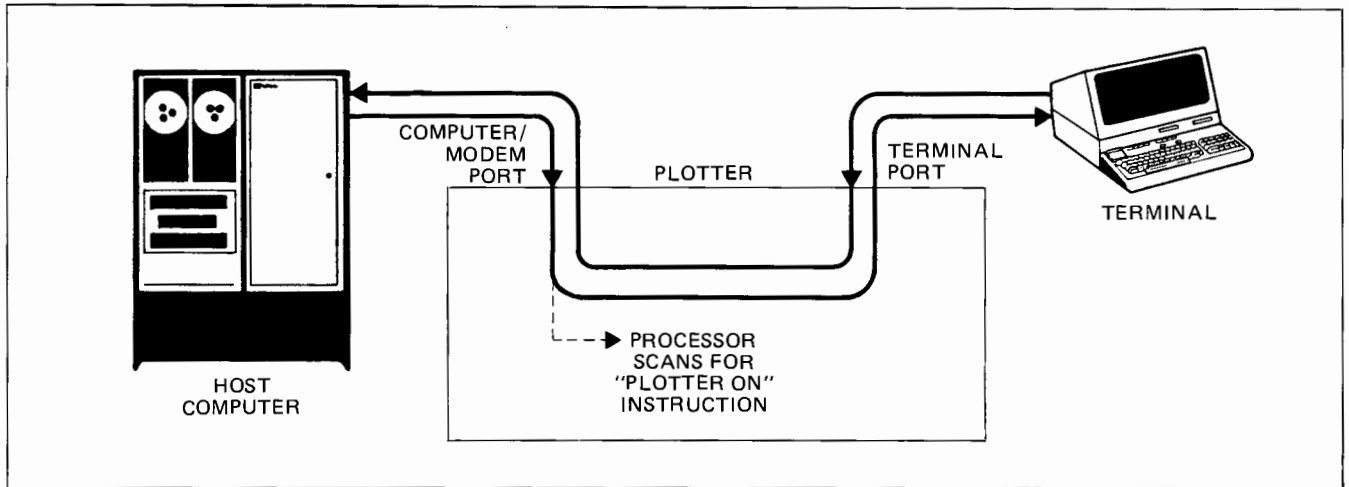 COMPUTER/
MODEM
PORT
PLOTTER
TERMINAL
PORT
TERMINAL
PROCESSOR
SCANS FOR
"PLOTTER ON"
INSTRUCTION
HOST
COMPUTER